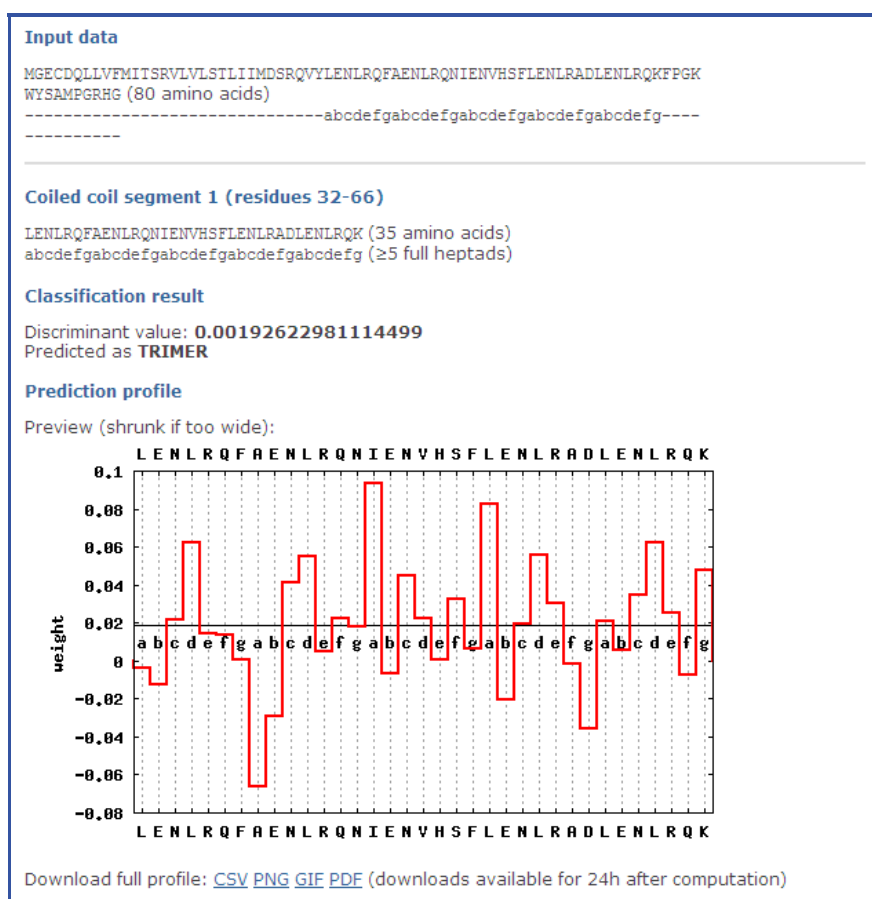 Input data
MGECDQLLVFMITSRVLVLSTLIIMDSRQVYLENLRQFAENLRQNIENVHSFLENLRADLENLRQKFPGK
WYSAMPGRHG (80 amino acids)
-------------------------------abcdefgabcdefgabcdefgabcdefgabcdefg----
----------
Coiled coil segment 1 (residues 32-66)
LENLRQFAENLRQNIENVHSFLENLRADLENLRQK (35 amino acids)
abcdefgabcdefgabcdefgabcdefgabcdefg (≥5 full heptads)
Classification result
Discriminant value: 0.00192622981114499
Predicted as TRIMER
Prediction profile
Preview (shrunk if too wide):
L E N L R Q F A E N L R Q N I E N V H S F L E N L R A D L E N L R Q K
0.1
0.08
0.06
0.04
0.02
0
-0.02
-0.04
-0.06
-0.08
weight
a b c d e f g a b c d e f g a b c d e f g a b c d e f g a b c d e f g
L E N L R Q F A E N L R Q N I E N V H S F L E N L R A D L E N L R Q K
Download full profile: CSV PNG GIF PDF (downloads available for 24h after computation)